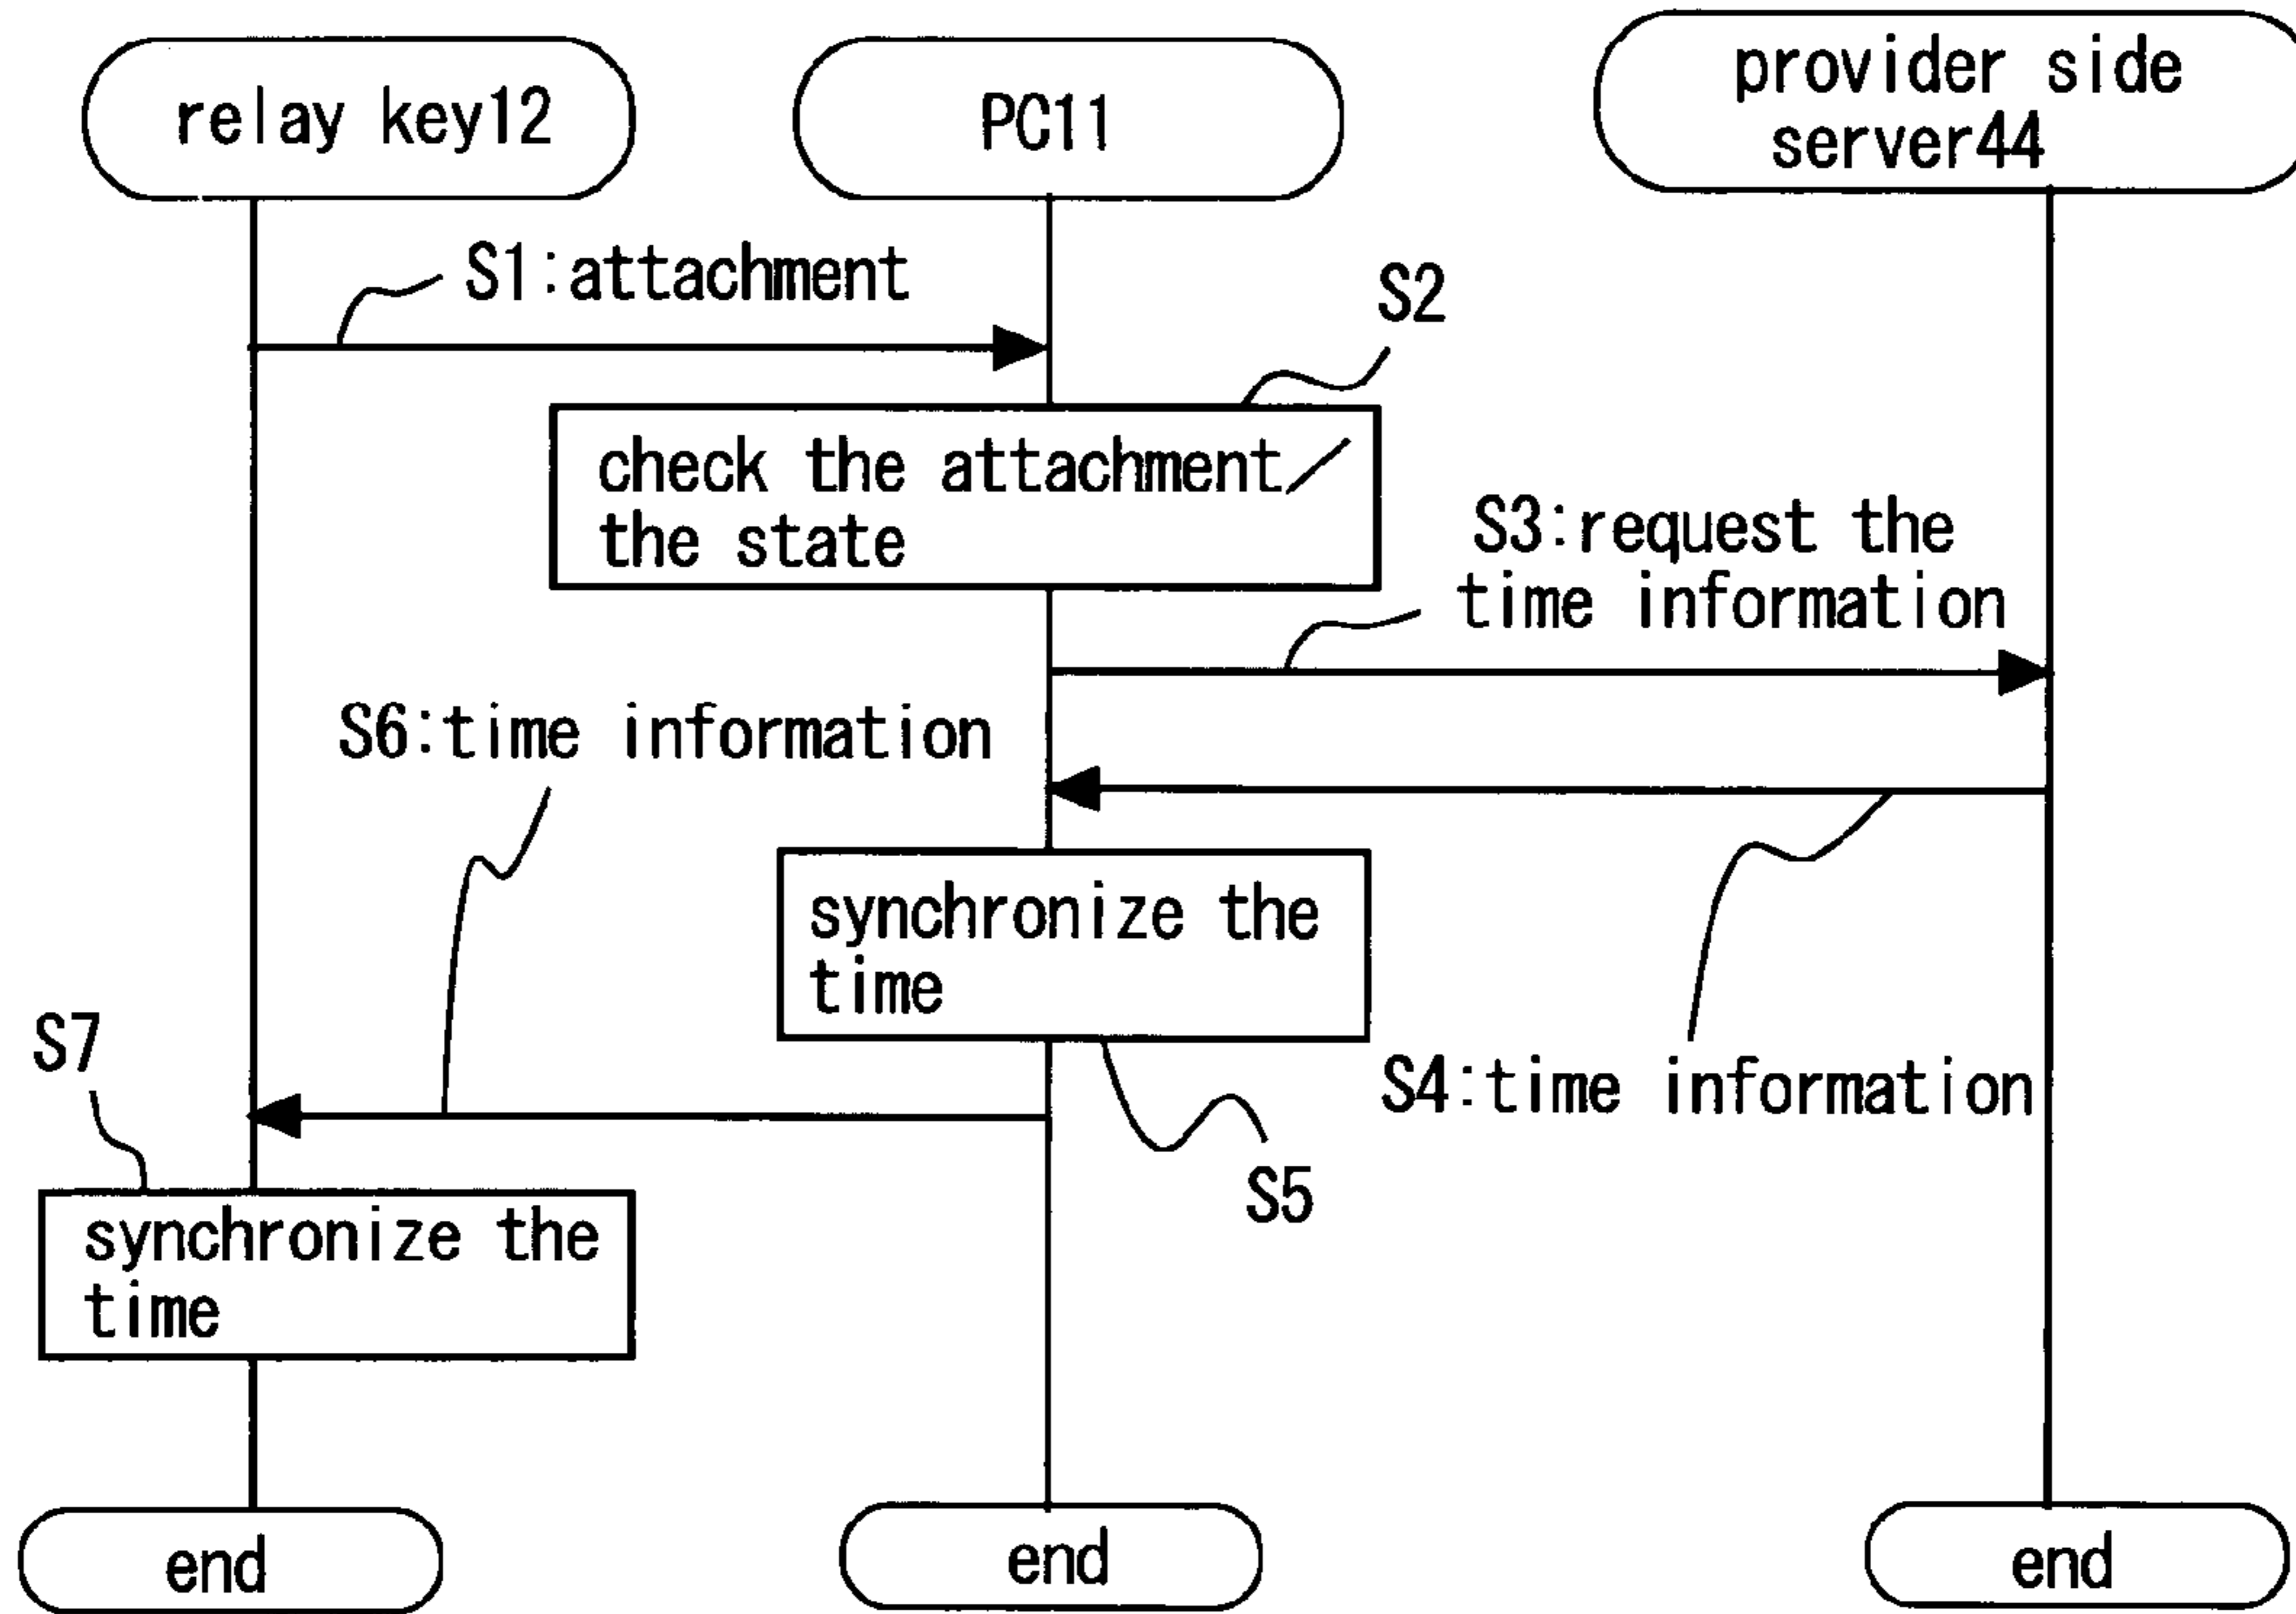 relay key12
PC11
provider side
server44
S1:attachment
S2
check the attachment/
the state
S3:request the
time information
S6:time information
synchronize the
time
S7
S4:time information
S5
synchronize the
time
end
end
end